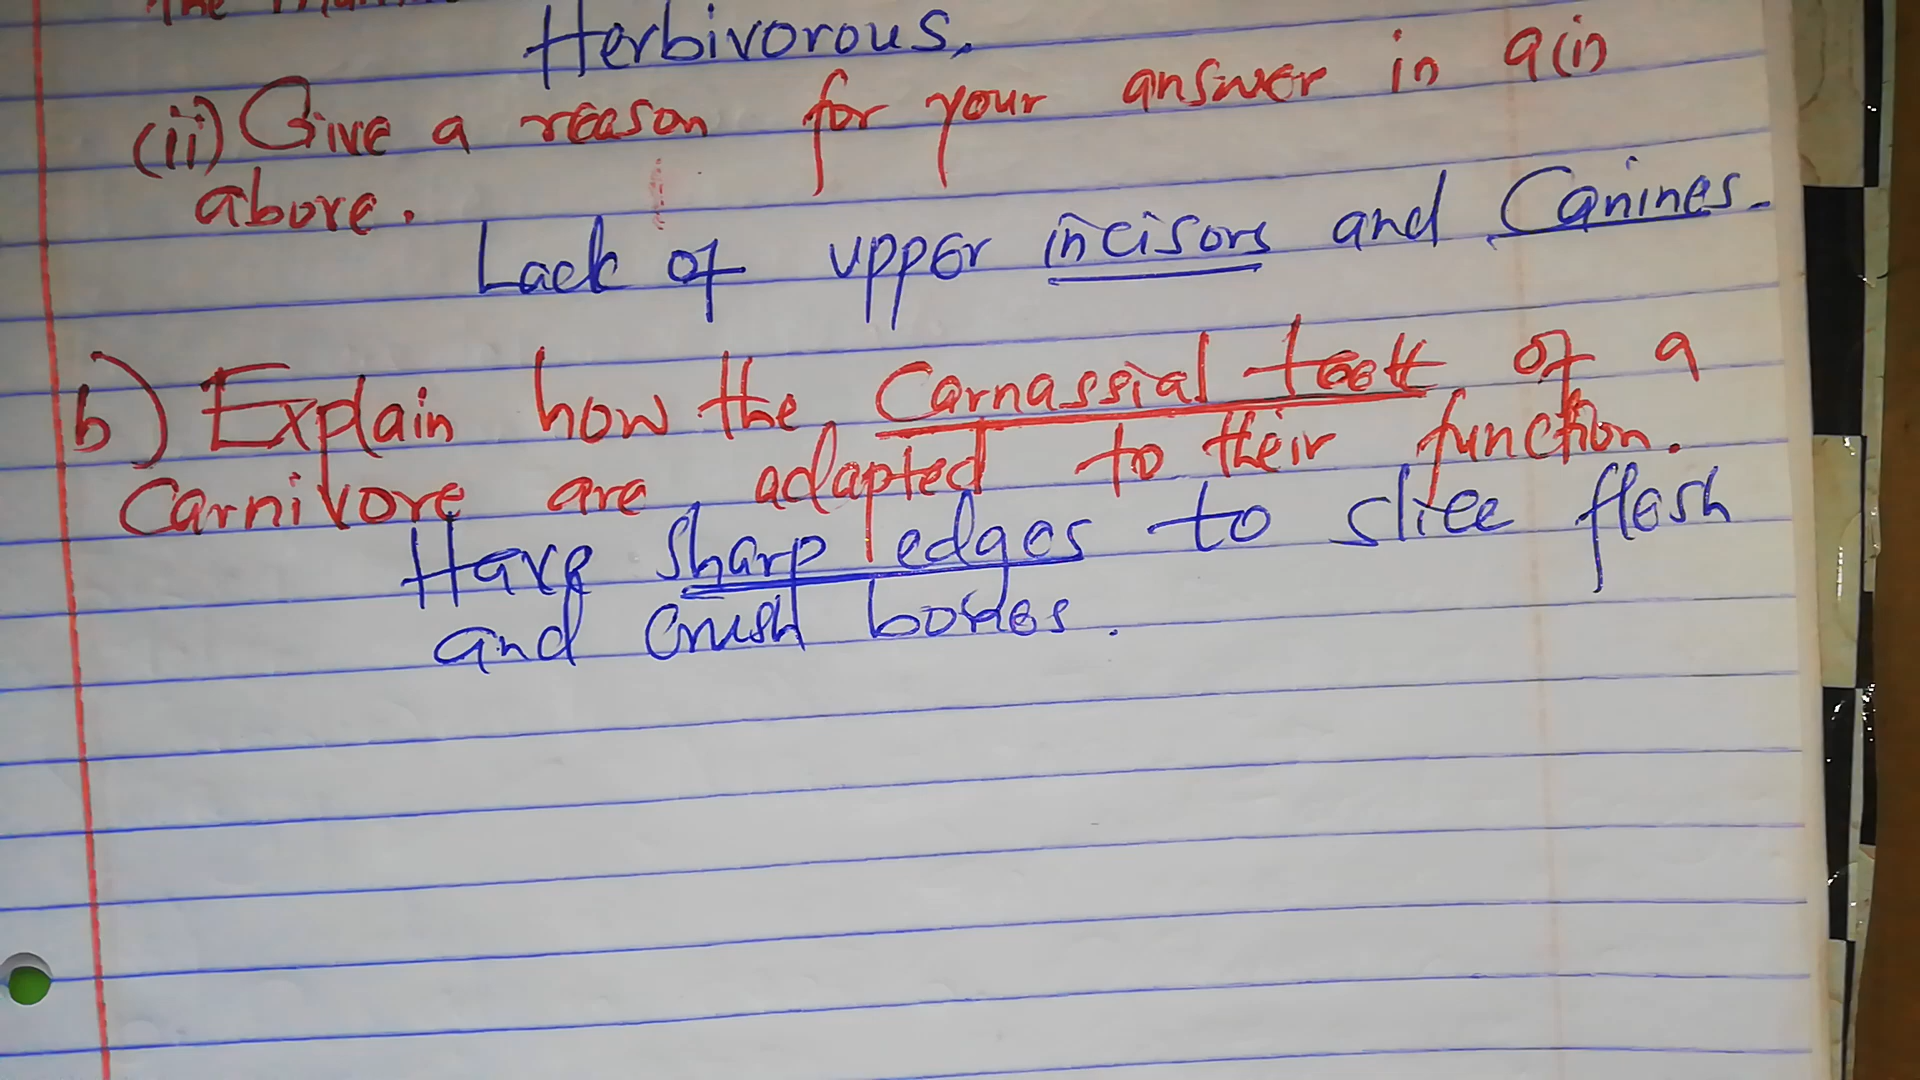 The
Herbivorous.
(ii) Give a reason for your answer in a(i)
above.
Lack of upper incisors and Canines.
b) Explain how the Carnassial teeth of a
Carnivore are adapted to their function.
Have sharp edges to slice flesh
and crush bones.